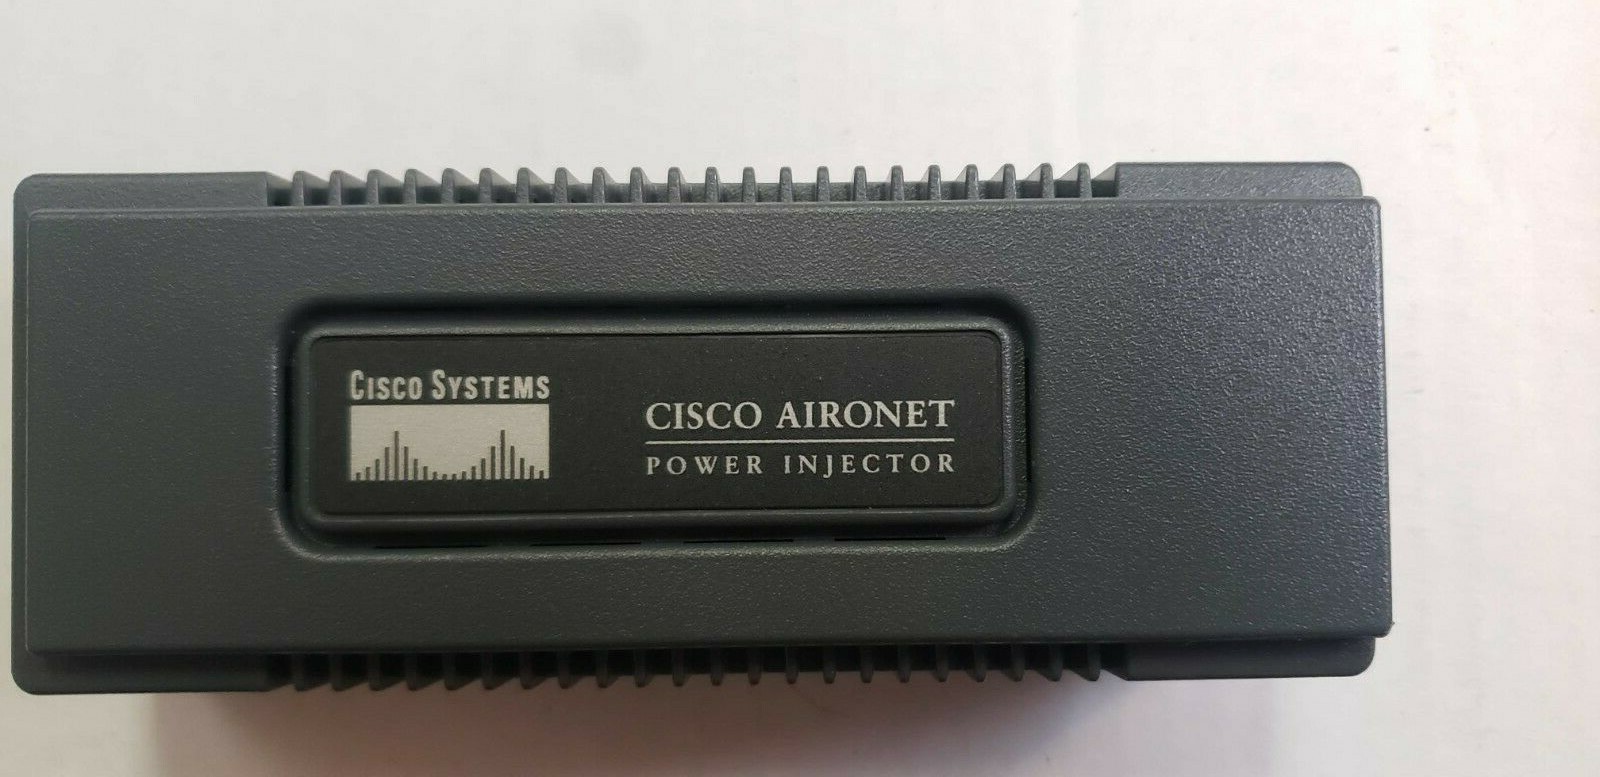 CISCO SYSTEMS
CISCO AIRONET
POWER INJECTOR